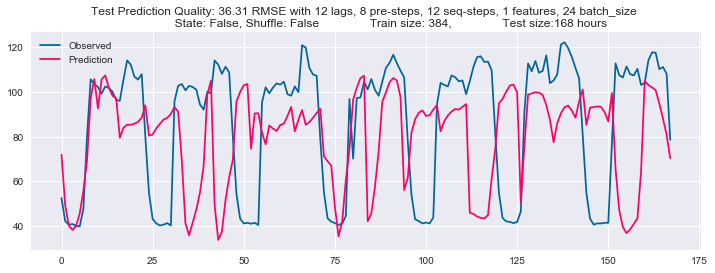 Test Prediction Quality: 36.31 RMSE with 12 lags, 8 pre-steps, 12 seq-steps, 1 features, 24 batch_size
State: False, Shuffle: False Train size: 384, Test size:168 hours
Observed
Prediction
120
100
80
60
40
0 25 50 75 100 125 150 175